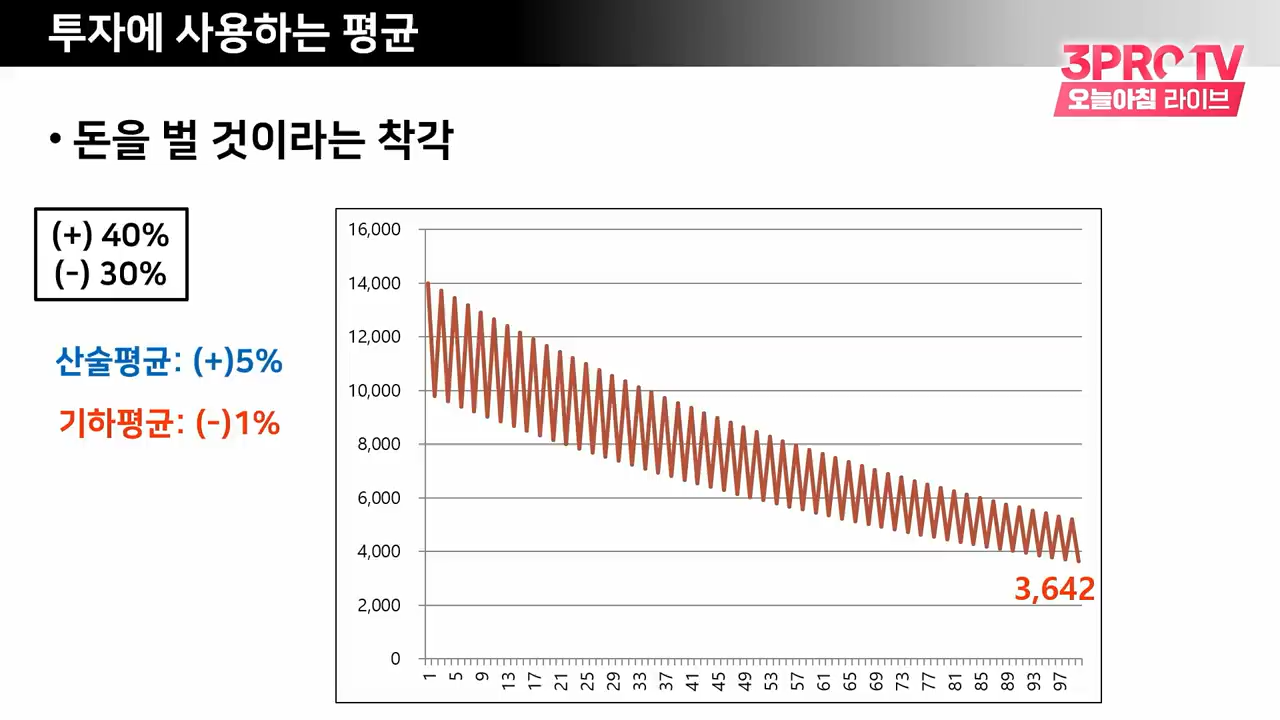 투자에 사용하는 평균
3PROTV
오늘아침 라이브
• 돈을 벌 것이라는 착각
(+) 40%
(-) 30%
산술평균: (+)5%
기하평균: (-)1%
16,000
14,000
12,000
10,000
8,000
6,000
4,000
2,000
0
3,642
1 5 9 13 17 21 25 29 33 37 41 45 49 53 57 61 65 69 73 77 81 85 89 93 97